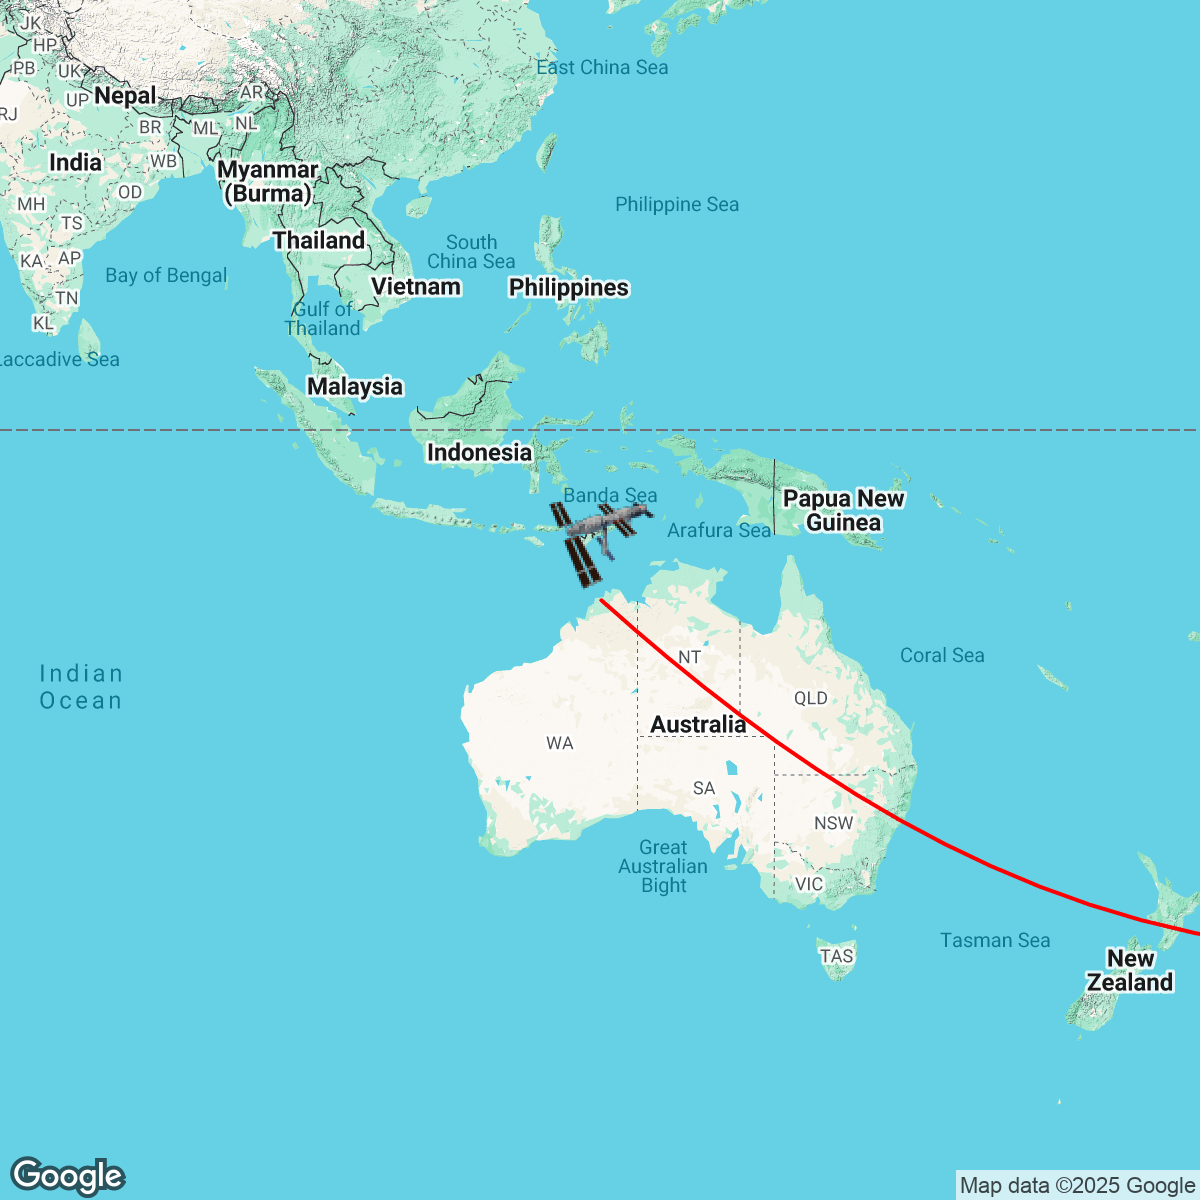 JK
HP
PB
UK
UP
Nepal
AR
RJ
BR
ML
NL
India
WB
Myanmar
(Burma)
OD
MH
TS
KA
AP
TN
KL
Bay of Bengal
Thailand
Vietnam
Gulf of
Thailand
South
China Sea
Philippines
East China Sea
Philippine Sea
Laccadive Sea
Malaysia
Indonesia
Banda Sea
Arafura Sea
Papua New
Guinea
Indian
Ocean
Coral Sea
NT
QLD
Australia
WA
SA
NSW
Great
Australian
Bight
VIC
TAS
Tasman Sea
New
Zealand
Google
Map data ©2025 Google